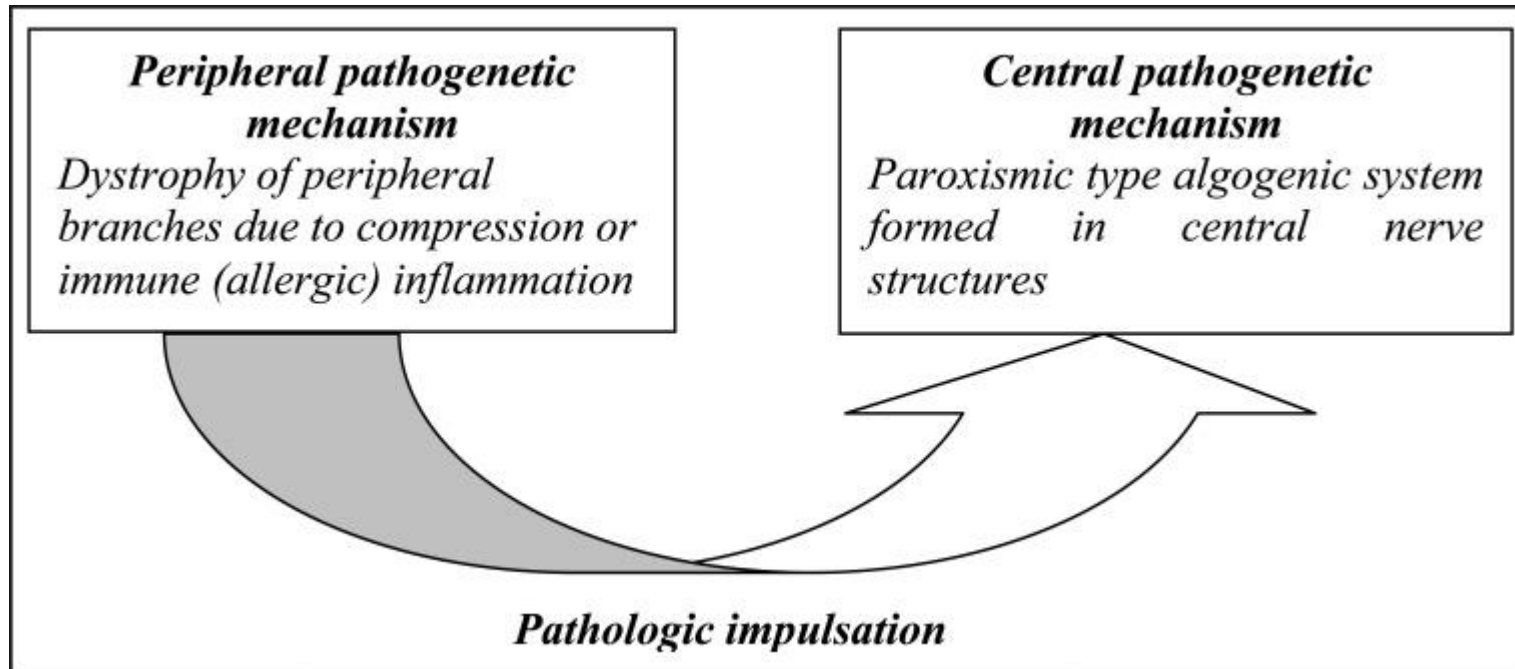 Peripheral pathogenetic
mechanism
Dystrophy of peripheral
branches due to compression or
immune (allergic) inflammation
Central pathogenetic
mechanism
Paroxismic type algogenic system
formed in central nerve
structures
Pathologic impulsation